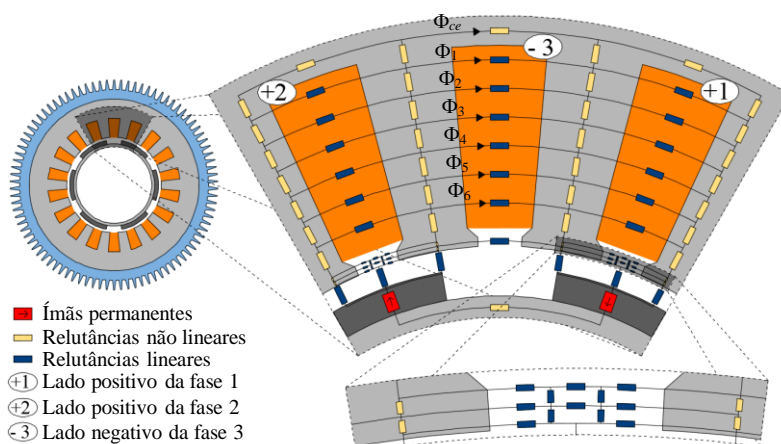 Φce
- 3
Φ1
+2
Φ2
+1
Φ3
Φ4
Φ5
Φ6
Ímãs permanentes
Relutâncias não lineares
Relutâncias lineares
+1 Lado positivo da fase 1
+2 Lado positivo da fase 2
- 3 Lado negativo da fase 3